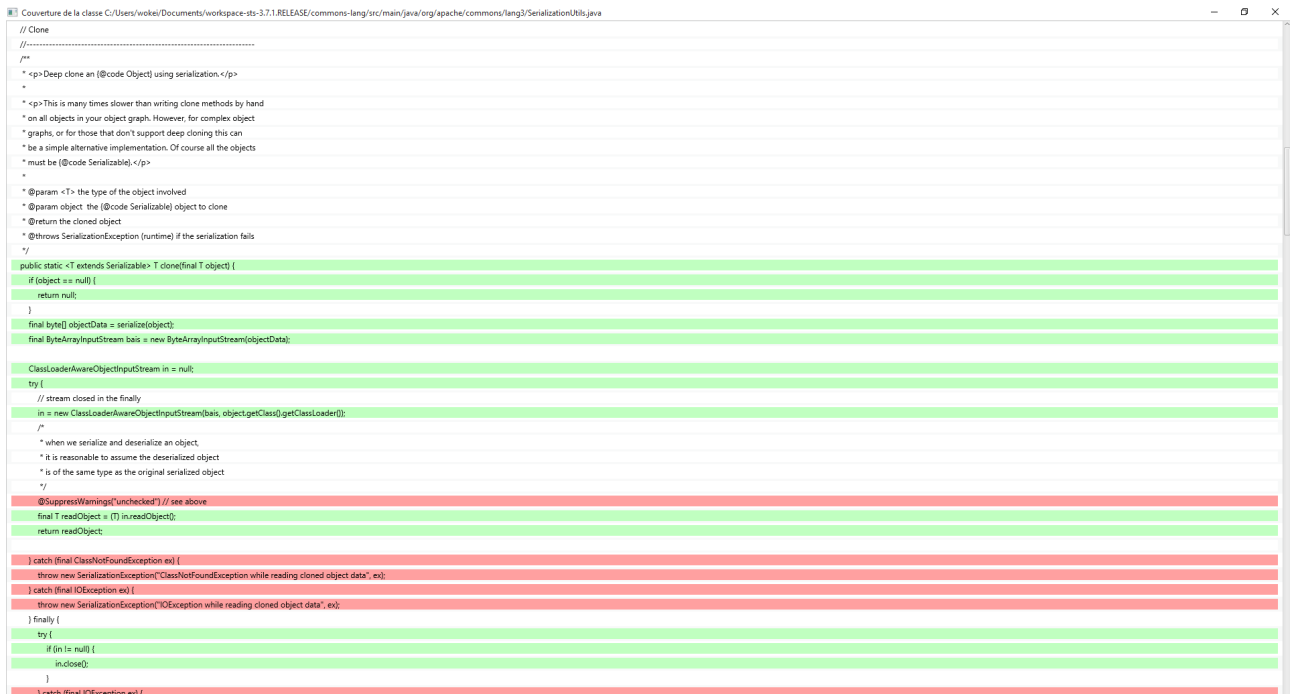 Couverture de la classe C:/Users/wokei/Documents/workspace-sts-3.7.1.RELEASE/commons-lang/src/main/java/org/apache/commons/lang3/SerializationUtils.java
// Clone
//-----------------------------------------------------------------------
/**
* <p>Deep clone an {@code Object} using serialization.</p>
*
* <p>This is many times slower than writing clone methods by hand
* on all objects in your object graph. However, for complex object
* graphs, or for those that don't support deep cloning this can
* be a simple alternative implementation. Of course all the objects
* must be {@code Serializable}.</p>
*
* @param <T> the type of the object involved
* @param object  the {@code Serializable} object to clone
* @return the cloned object
* @throws SerializationException (runtime) if the serialization fails
*/
public static <T extends Serializable> T clone(final T object) {
if (object == null) {
return null;
}
final byte[] objectData = serialize(object);
final ByteArrayInputStream bais = new ByteArrayInputStream(objectData);
ClassLoaderAwareObjectInputStream in = null;
try {
// stream closed in the finally
in = new ClassLoaderAwareObjectInputStream(bais, object.getClass().getClassLoader());
/*
* when we serialize and deserialize an object,
* it is reasonable to assume the deserialized object
* is of the same type as the original serialized object
*/
@SuppressWarnings("unchecked") // see above
final T readObject = (T) in.readObject();
return readObject;
} catch (final ClassNotFoundException ex) {
throw new SerializationException("ClassNotFoundException while reading cloned object data", ex);
} catch (final IOException ex) {
throw new SerializationException("IOException while reading cloned object data", ex);
} finally {
try {
if (in != null) {
in.close();
}
} catch (final IOException ex) {